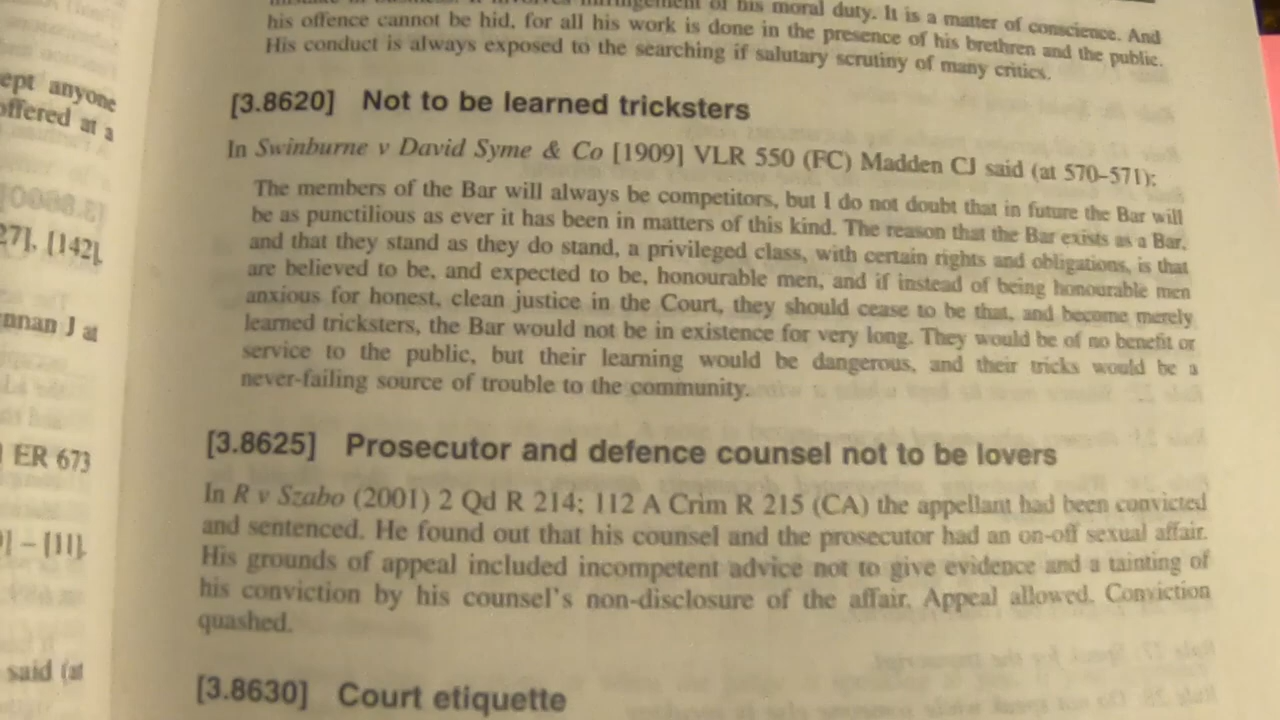 ept anyone
offered at a
[3.8800]
27], [142],
nnan J at
ER 673
] – [11].
said (at
of his moral duty. It is a matter of conscience. And
his offence cannot be hid, for all his work is done in the presence of his brethren and the public.
His conduct is always exposed to the searching if salutary scrutiny of many critics.
[3.8620] Not to be learned tricksters
In Swinburne v David Syme & Co [1909] VLR 550 (FC) Madden CJ said (at 570–571):
The members of the Bar will always be competitors, but I do not doubt that in future the Bar will
be as punctilious as ever it has been in matters of this kind. The reason that the Bar exists as a Bar,
and that they stand as they do stand, a privileged class, with certain rights and obligations, is that
are believed to be, and expected to be, honourable men, and if instead of being honourable men
anxious for honest, clean justice in the Court, they should cease to be that, and become merely
learned tricksters, the Bar would not be in existence for very long. They would be of no benefit or
service to the public, but their learning would be dangerous, and their tricks would be a
never-failing source of trouble to the community.
[3.8625] Prosecutor and defence counsel not to be lovers
In R v Szabo (2001) 2 Qd R 214; 112 A Crim R 215 (CA) the appellant had been convicted
and sentenced. He found out that his counsel and the prosecutor had an on-off sexual affair.
His grounds of appeal included incompetent advice not to give evidence and a tainting of
his conviction by his counsel's non-disclosure of the affair. Appeal allowed. Conviction
quashed.
[3.8630] Court etiquette